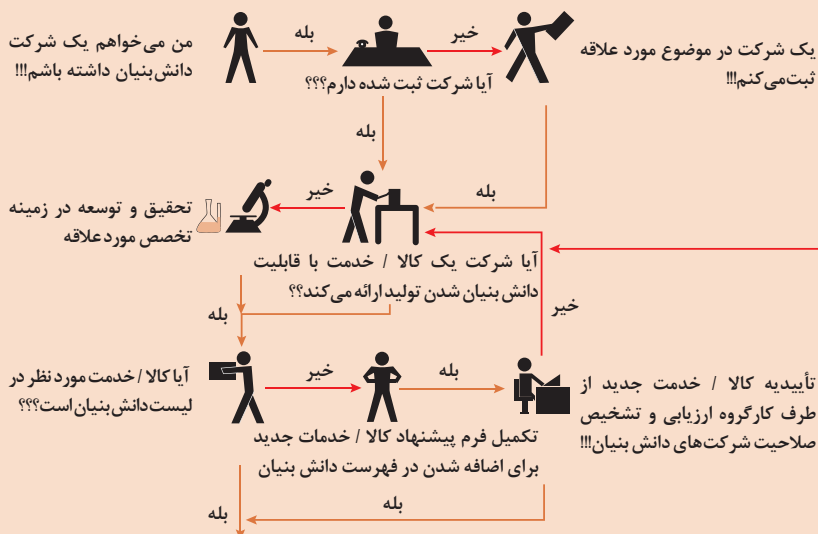 من می‌خواهم یک شرکت
دانش‌بنیان داشته باشم!!!
بله
خیر
یک شرکت در موضوع مورد علاقه
ثبت‌می‌کنم!!!
آیا شرکت ثبت شده دارم؟؟؟
بله
بله
خیر
تحقیق و توسعه در زمینه
تخصص مورد علاقه
آیا شرکت یک کالا / خدمت با قابلیت
دانش بنیان شدن تولید ارائه می‌کند؟؟
بله
خیر
آیا کالا / خدمت مورد نظر در
لیست دانش‌بنیان است؟؟؟
خیر
بله
تأییدیه کالا / خدمت جدید از
طرف کارگروه ارزیابی و تشخیص
صلاحیت شرکت‌های دانش بنیان!!!
تکمیل فرم پیشنهاد کالا / خدمات جدید
برای اضافه شدن در فهرست دانش بنیان
بله
بله